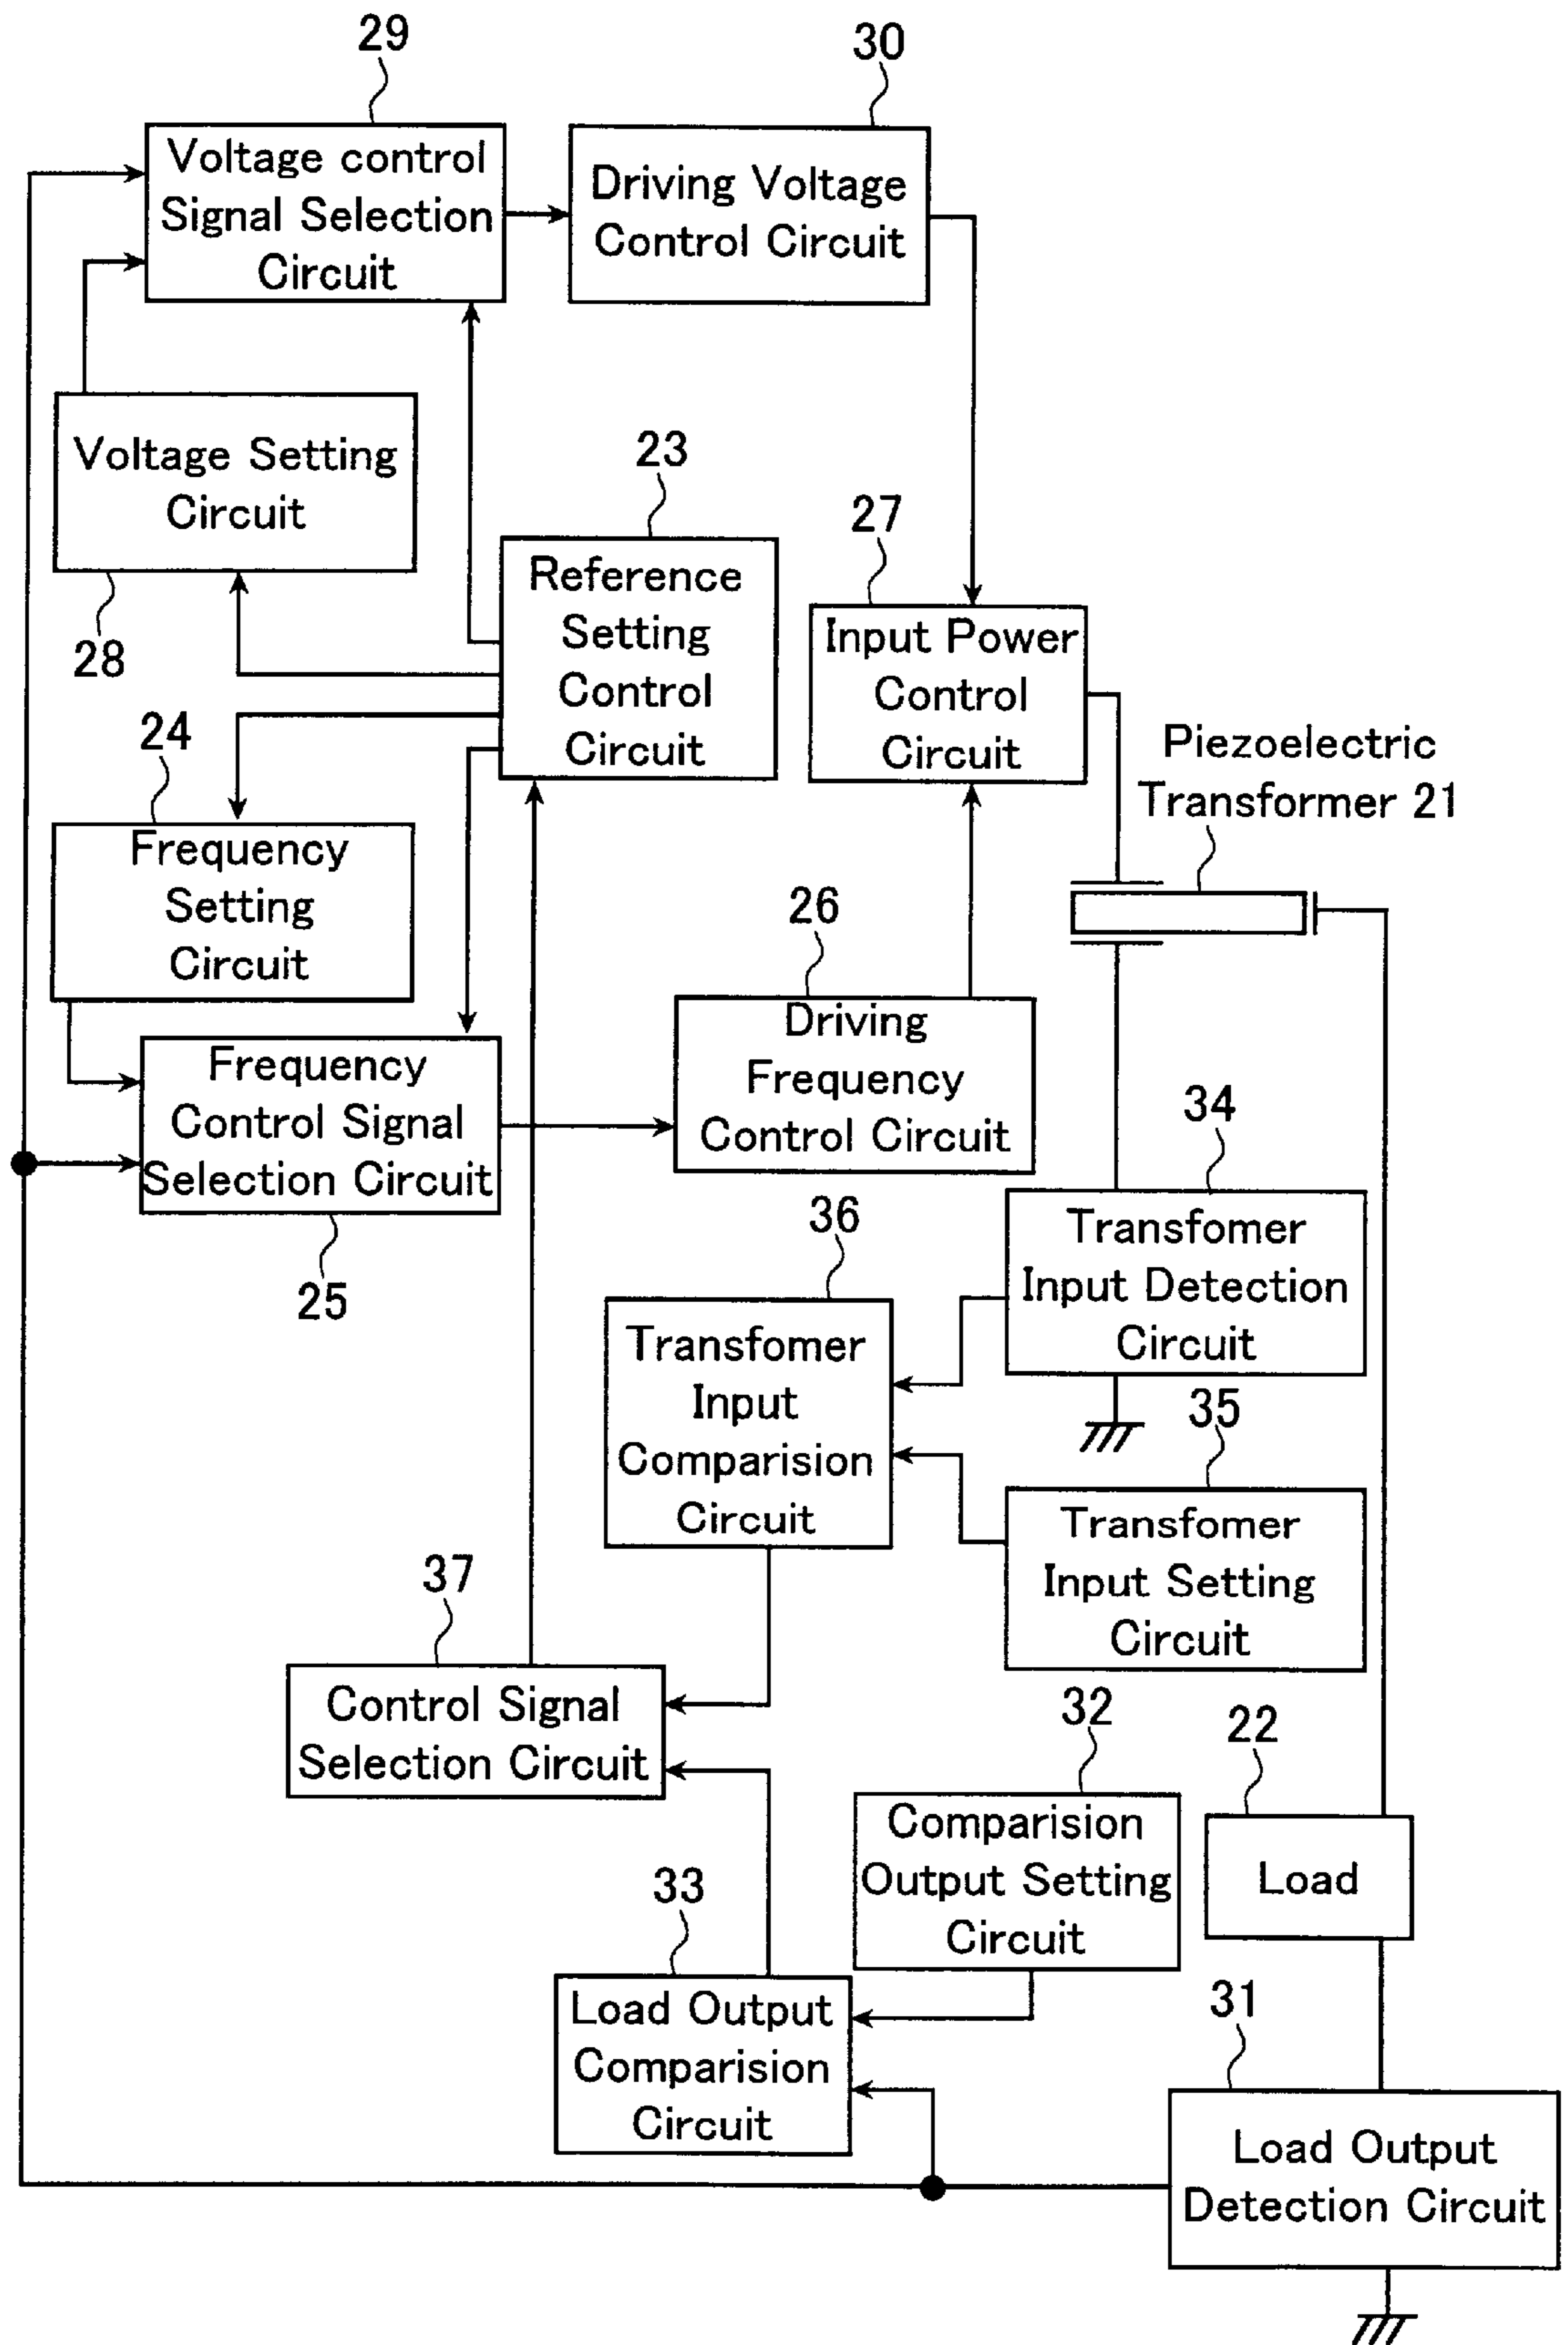 29
30
Voltage control
Signal Selection
Circuit
Driving Voltage
Control Circuit
Voltage Setting
Circuit
28
23
Reference
Setting
Control
Circuit
27
Input Power
Control
Circuit
Piezoelectric
Transformer 21
24
Frequency
Setting
Circuit
26
Driving
Frequency
Control Circuit
Frequency
Control Signal
Selection Circuit
25
34
Transfomer
Input Detection
Circuit
36
Transfomer
Input
Comparision
Circuit
35
Transfomer
Input Setting
Circuit
37
Control Signal
Selection Circuit
32
Comparision
Output Setting
Circuit
22
Load
33
Load Output
Comparision
Circuit
31
Load Output
Detection Circuit